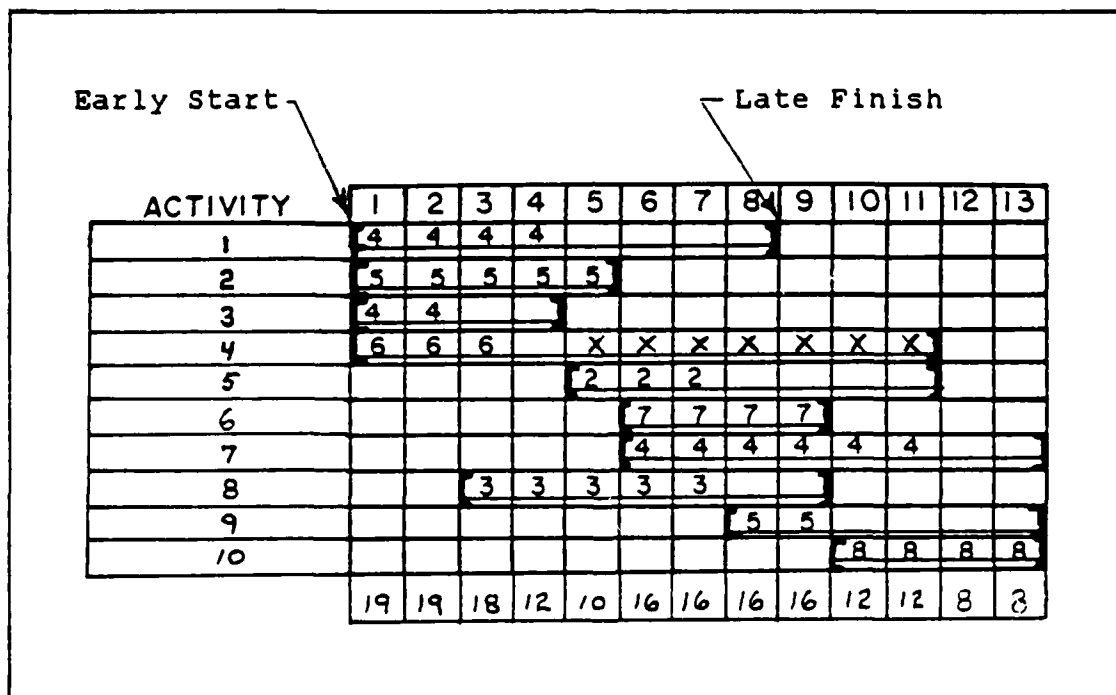 Early Start
Late Finish
ACTIVITY 1 2 3 4 5 6 7 8 9 10 11 12 13
1 4 4 4 4
2 5 5 5 5 5
3 4 4
4 6 6 6 X X X X X X X
5 2 2 2
6 7 7 7 7
7 4 4 4 4 4 4
8 3 3 3 3 3
9 5 5
10 8 8 8 8
19 19 18 12 10 16 16 16 16 12 12 8 8